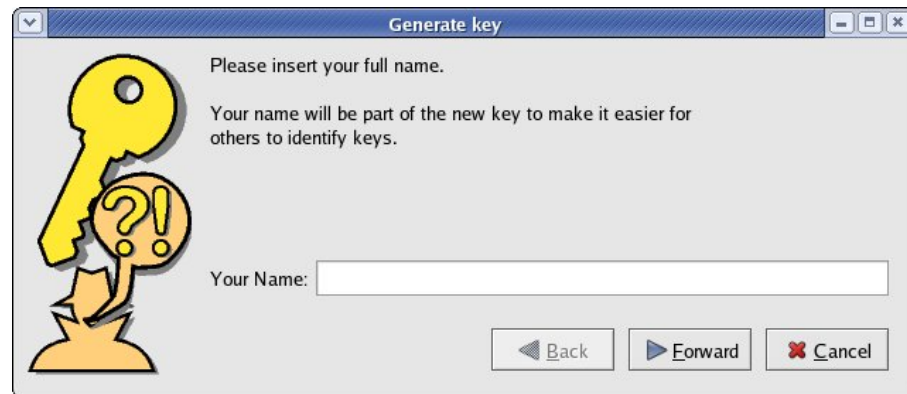 Generate key
Please insert your full name.
Your name will be part of the new key to make it easier for
others to identify keys.
?!
Your Name:
Back
Forward
Cancel